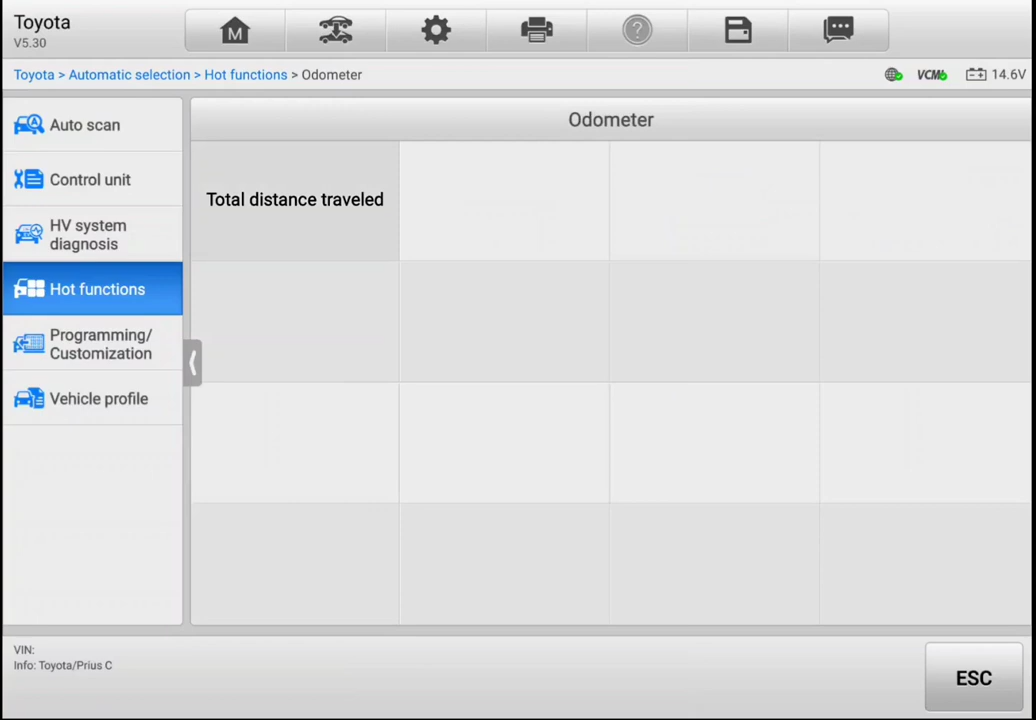 Toyota
V5.30
M
?
Toyota > Automatic selection > Hot functions > Odometer
VCMI
14.6V
Auto scan
Control unit
HV system
diagnosis
Hot functions
Programming/
Customization
Vehicle profile
Odometer
Total distance traveled
VIN:
Info: Toyota/Prius C
ESC